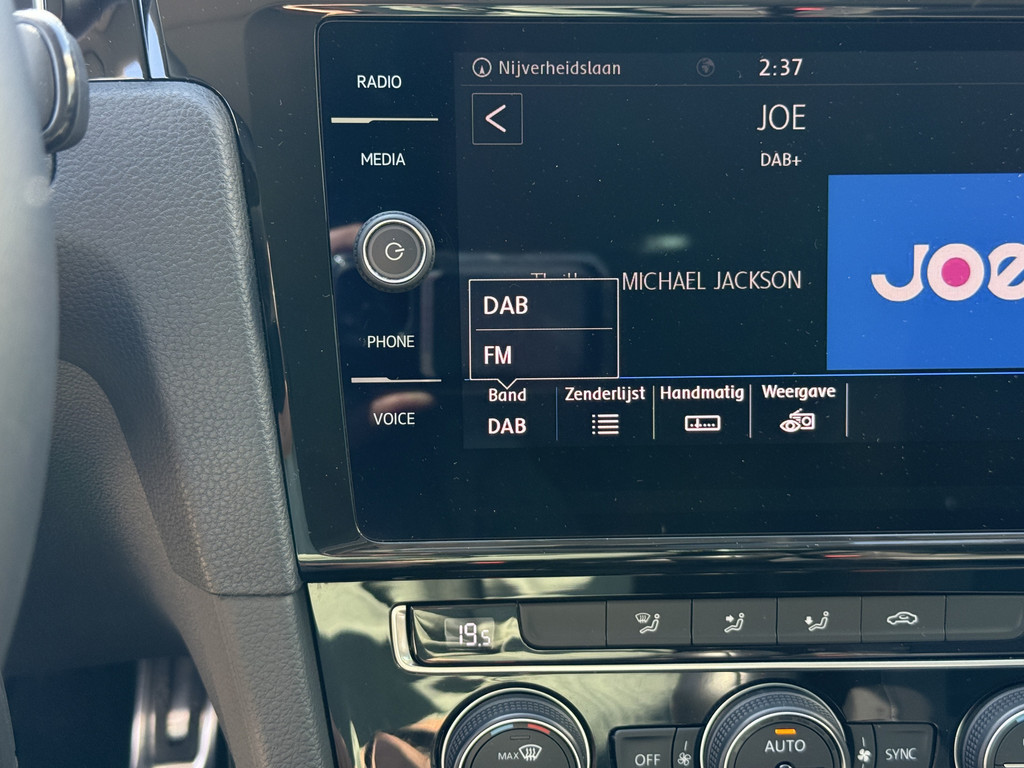 RADIO
Nijverheidslaan 2:37
<
JOE
MEDIA
DAB+
JOE
MICHAEL JACKSON
DAB
FM
PHONE
Band Zenderlijst Handmatig Weergave
DAB
VOICE
19.5
MAX
OFF
AUTO
SYNC